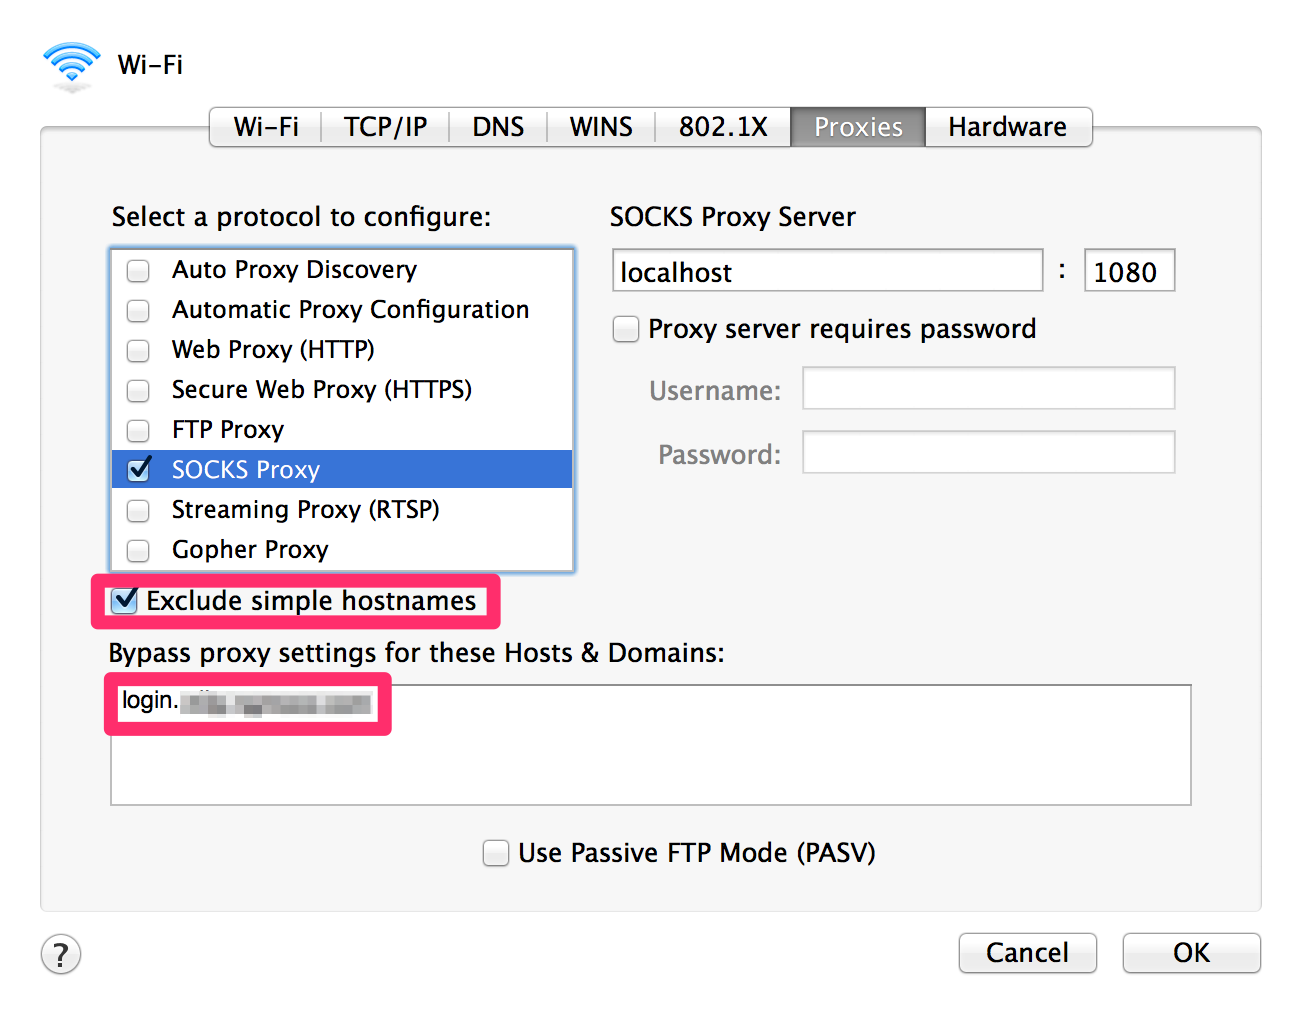 Wi-Fi
Wi-Fi TCP/IP DNS WINS 802.1X Proxies Hardware
Select a protocol to configure:
Auto Proxy Discovery
Automatic Proxy Configuration
Web Proxy (HTTP)
Secure Web Proxy (HTTPS)
FTP Proxy
SOCKS Proxy
Streaming Proxy (RTSP)
Gopher Proxy
SOCKS Proxy Server
localhost : 1080
Proxy server requires password
Username:
Password:
Exclude simple hostnames
Bypass proxy settings for these Hosts & Domains:
login.
Use Passive FTP Mode (PASV)
? Cancel OK